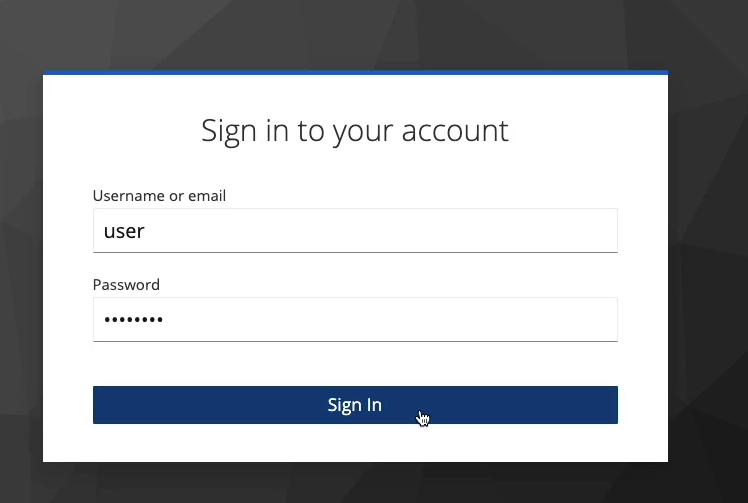 Sign in to your account
Username or email
user
Password
••••••••
Sign In